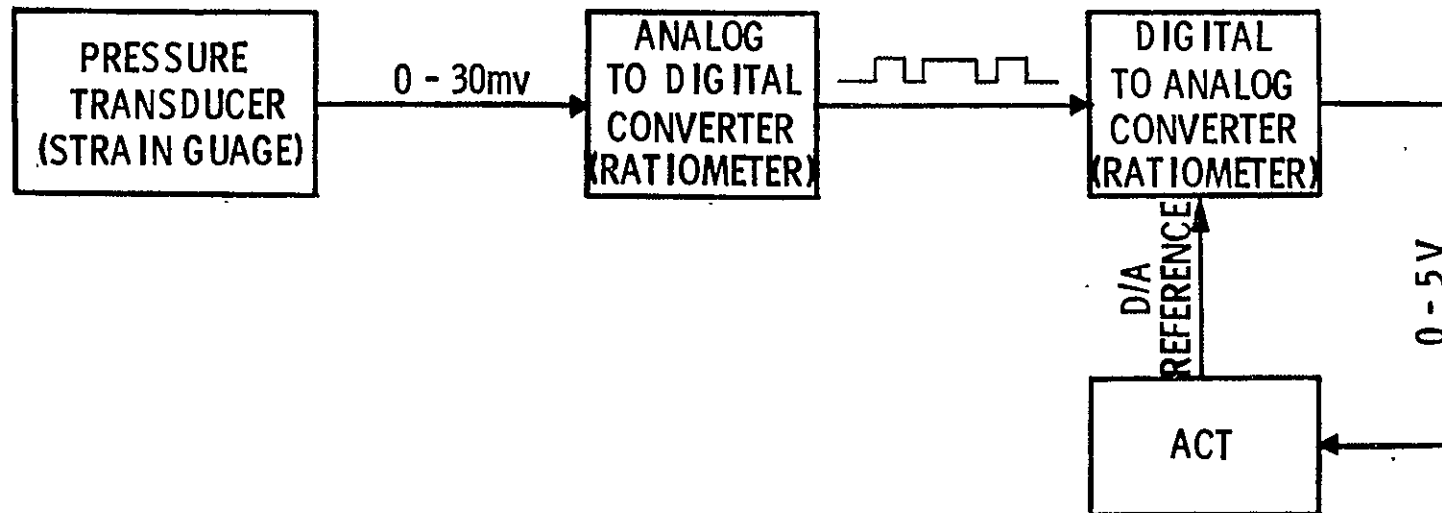 PRESSURE
TRANSDUCER
(STRAIN GUAGE)
0 - 30mv
ANALOG
TO DIGITAL
CONVERTER
(RATIOMETER)
DIGITAL
TO ANALOG
CONVERTER
(RATIOMETER)
D/A
REFERENCE
0 - 5V
ACT